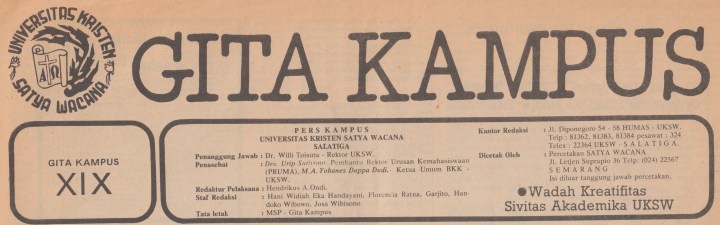 UNIVERSITAS KRISTEN
SATYA WACANA
A Ω
GITA KAMPUS
GITA KAMPUS
XIX
PERS KAMPUS
UNIVERSITAS KRISTEN SATYA WACANA
SALATIGA
Penanggung Jawab : Dr. Willi Toisuta - Rektor UKSW.
Penasehat : Drs. Urip Sutiyono Pembantu Rektor Urusan Kemahasiswaan
(PRUMA), M.A. Yohanes Dappa Dedi. - Ketua Umum BKK -
UKSW.
Redaktur Pelaksana : Hendrikus A.Ondi.
Staf Redaksi : Hani Widiah Eka Handayani, Florencia Ratna, Garjito, Han-
doko Wibowo, Joss Wibisono
Tata letak : MSP - Gita Kampus
Kantor Redaksi : Jl. Diponegoro 54 - 58 HUMAS - UKSW.
Telp : 81362, 81363, 81364 pesawat : 324
Telex : 22364 UKSW - SALATIGA.
Dicetak Oleh : Percetakan SATYA WACANA
Jl. Letjen Suprapto 36 Telp: (024) 22567
SEMARANG
Isi diluar tanggung jawab percetakan.
•Wadah Kreatifitas
Sivitas Akademika UKSW